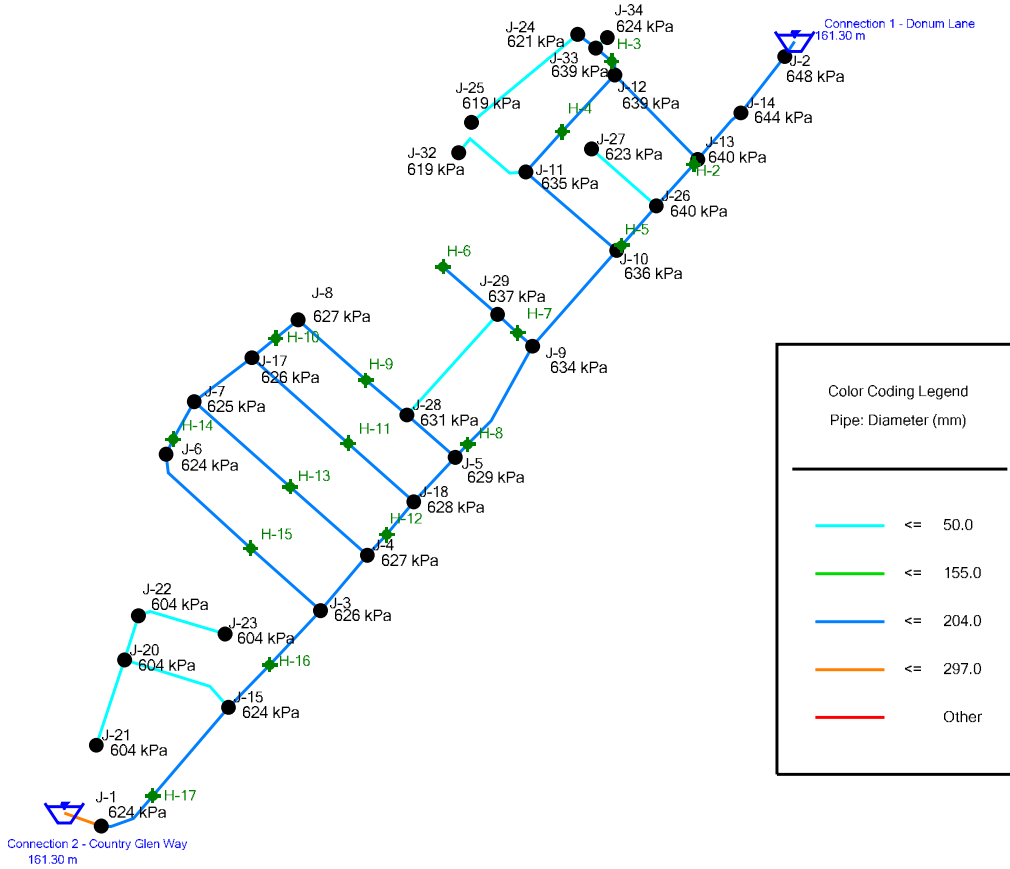 J-34
624 kPa
J-24
621 kPa
H-3
Connection 1 - Donum Lane
161.30 m
J-33
639 kPa
J-2
648 kPa
J-12
639 kPa
J-25
619 kPa
H-4
J-14
644 kPa
J-27
623 kPa
J-13
640 kPa
H-2
J-32
619 kPa
J-11
635 kPa
J-26
640 kPa
H-5
J-10
636 kPa
H-6
J-29
637 kPa
H-7
J-8
627 kPa
H-10
J-9
634 kPa
J-17
626 kPa
H-9
J-7
625 kPa
J-28
631 kPa
H-14
H-11
H-8
J-6
624 kPa
J-5
629 kPa
H-13
J-18
628 kPa
H-12
H-15
J-4
627 kPa
J-22
604 kPa
J-3
626 kPa
J-23
604 kPa
J-20
604 kPa
H-16
J-15
624 kPa
J-21
604 kPa
J-1
624 kPa
H-17
Connection 2 - Country Glen Way
161.30 m
Color Coding Legend
Pipe: Diameter (mm)
<= 50.0
<= 155.0
<= 204.0
<= 297.0
Other